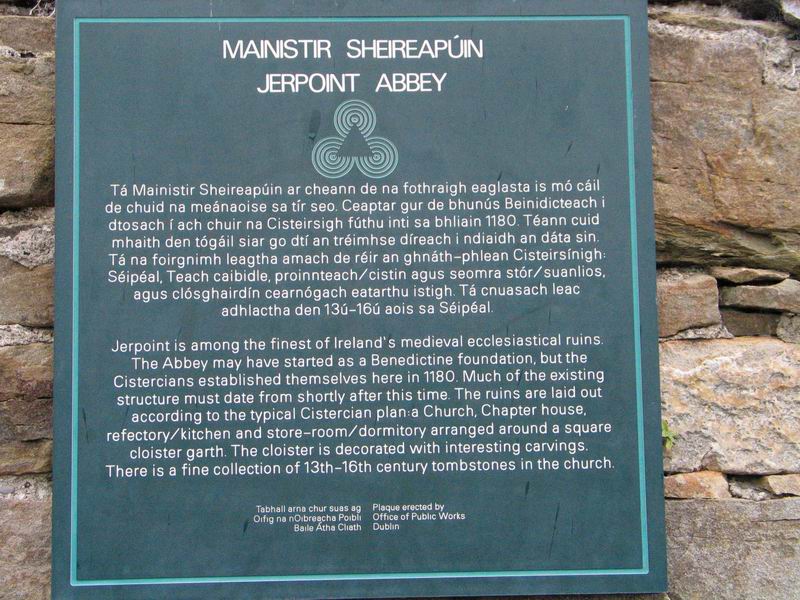 MAINISTIR SHEIREAPÚIN
JERPOINT ABBEY
Tá Mainistir Sheireapúin ar cheann de na fothraigh eaglasta is mó cáil
de chuid na meánaoise sa tír seo. Ceaptar gur de bhunús Beinidicteach i
dtosach í ach chuir na Cisteirsigh fúthu inti sa bhliain 1180. Téann cuid
mhaith den tógáil siar go dtí an tréimhse díreach i ndiaidh an dáta sin.
Tá na foirgnimh leagtha amach de réir an ghnáth-phlean Cisteirsínigh:
Séipéal, Teach caibidle, proinnteach/cistin agus seomra stór/suanlios,
agus clósghairdín cearnógach eatarthu istigh. Tá cnuasach leac
adhlactha den 13ú-16ú aois sa Séipéal.
Jerpoint is among the finest of Ireland's medieval ecclesiastical ruins.
The Abbey may have started as a Benedictine foundation, but the
Cistercians established themselves here in 1180. Much of the existing
structure must date from shortly after this time. The ruins are laid out
according to the typical Cistercian plan:a Church, Chapter house,
refectory/kitchen and store-room/dormitory arranged around a square
cloister garth. The cloister is decorated with interesting carvings.
There is a fine collection of 13th-16th century tombstones in the church.
Tabhall arna chur suas ag
Oifig na nOibreacha Poiblí
Baile Átha Cliath
Plaque erected by
Office of Public Works
Dublin